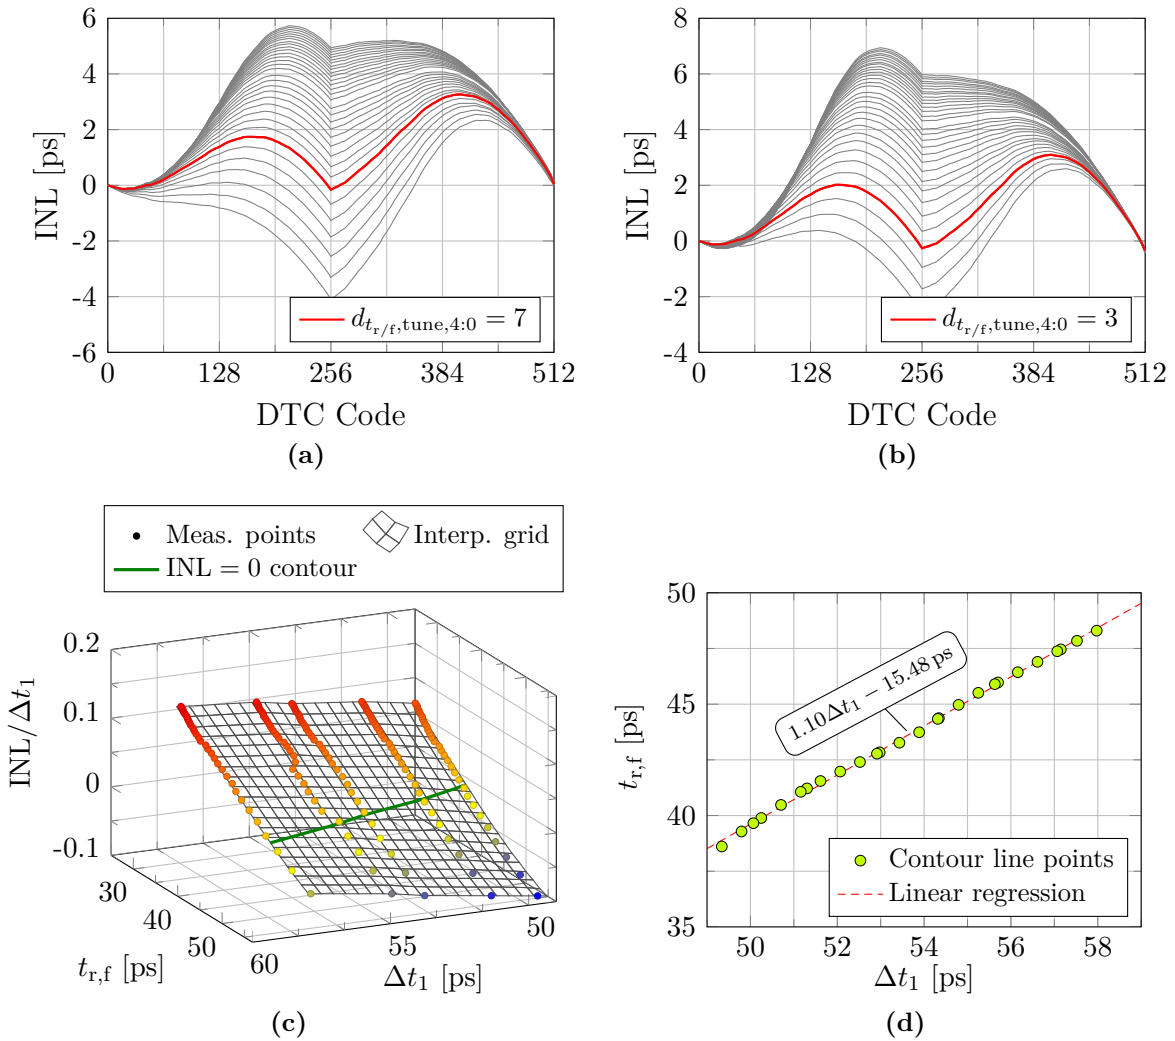 6
4
2
0
-2
-4
-6
INL [ps]
d_{t_{r/f},tune,4:0} = 7
0 128 256 384 512
DTC Code
(a)
8
6
4
2
0
-2
-4
INL [ps]
d_{t_{r/f},tune,4:0} = 3
0 128 256 384 512
DTC Code
(b)
Meas. points Interp. grid
INL = 0 contour
0.2
0.1
0
-0.1
INL/Δt_1
30
40
50
60
t_{r,f} [ps]
55
50
Δt_1 [ps]
(c)
50
45
40
35
t_{r,f} [ps]
1.10Δt_1 − 15.48 ps
Contour line points
Linear regression
50 52 54 56 58
Δt_1 [ps]
(d)